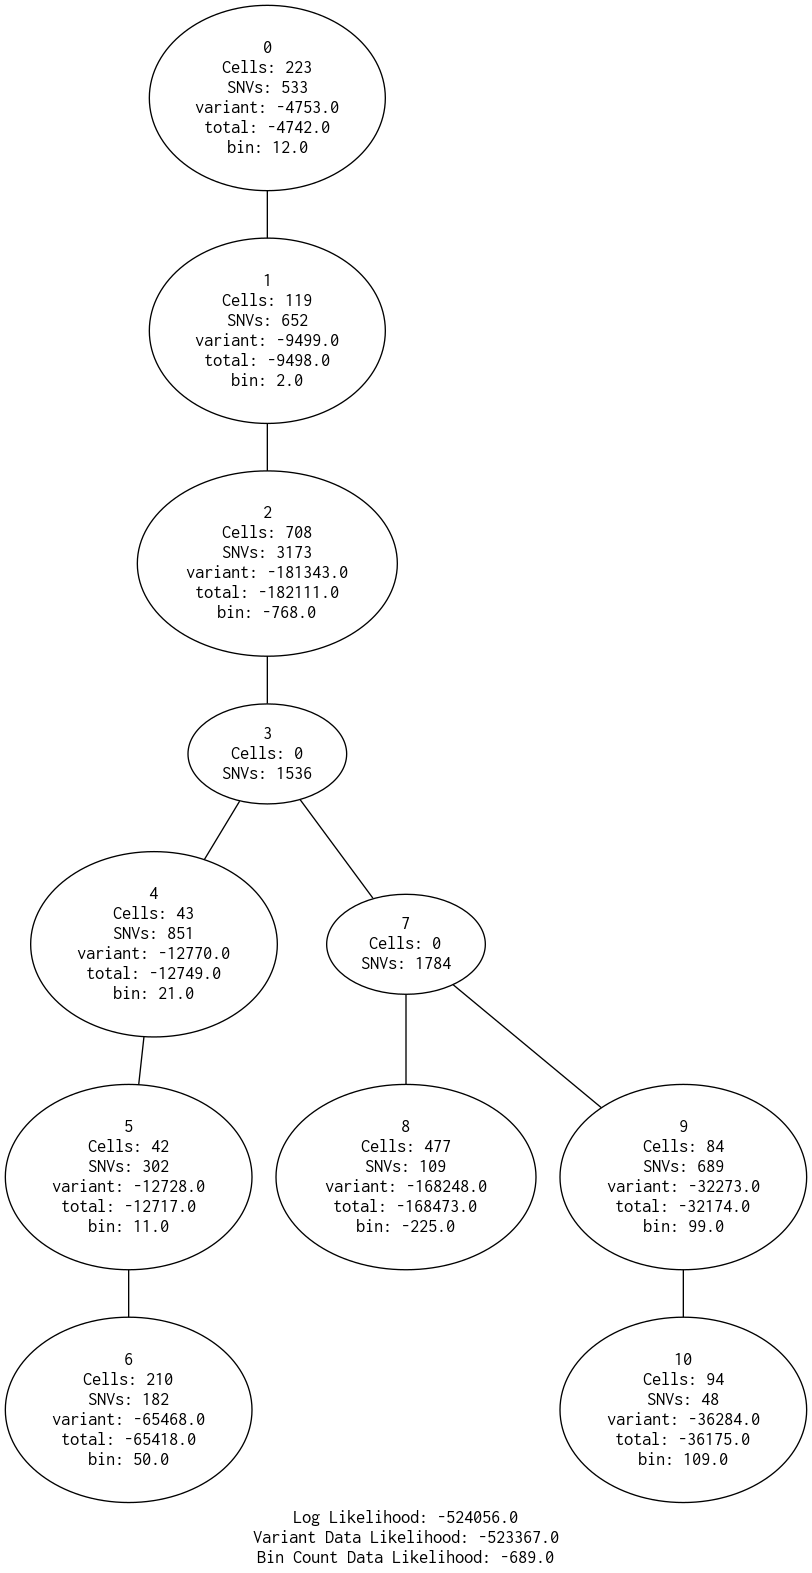 0
Cells: 223
SNVs: 533
variant: -4753.0
total: -4742.0
bin: 12.0
1
Cells: 119
SNVs: 652
variant: -9499.0
total: -9498.0
bin: 2.0
2
Cells: 708
SNVs: 3173
variant: -181343.0
total: -182111.0
bin: -768.0
3
Cells: 0
SNVs: 1536
4
Cells: 43
SNVs: 851
variant: -12770.0
total: -12749.0
bin: 21.0
7
Cells: 0
SNVs: 1784
5
Cells: 42
SNVs: 302
variant: -12728.0
total: -12717.0
bin: 11.0
8
Cells: 477
SNVs: 109
variant: -168248.0
total: -168473.0
bin: -225.0
9
Cells: 84
SNVs: 689
variant: -32273.0
total: -32174.0
bin: 99.0
6
Cells: 210
SNVs: 182
variant: -65468.0
total: -65418.0
bin: 50.0
10
Cells: 94
SNVs: 48
variant: -36284.0
total: -36175.0
bin: 109.0
Log Likelihood: -524056.0
Variant Data Likelihood: -523367.0
Bin Count Data Likelihood: -689.0